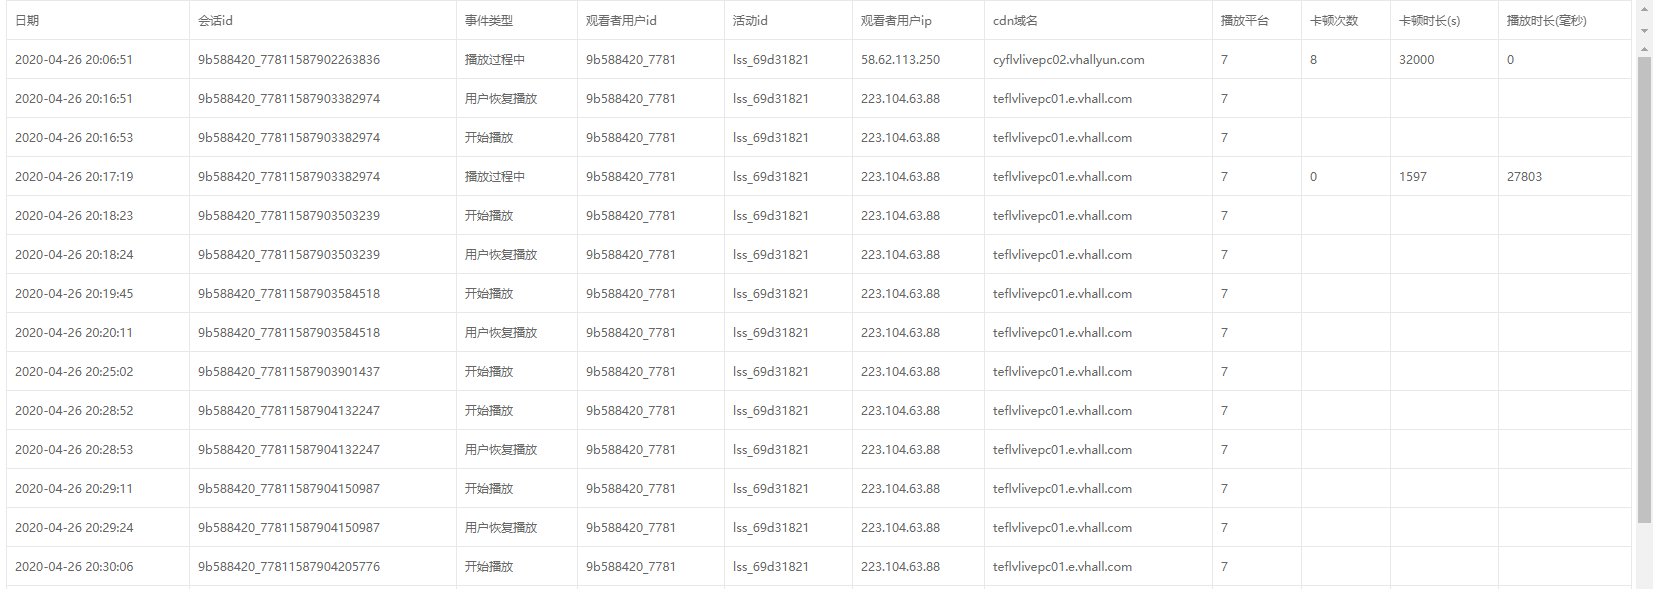 日期 会话id 事件类型 观看者用户id 活动id 观看者用户ip cdn域名 播放平台 卡顿次数 卡顿时长(s) 播放时长(毫秒)
2020-04-26 20:06:51 9b588420_77811587902263836 播放过程中 9b588420_7781 lss_69d31821 58.62.113.250 cyflvlivepc02.vhallyun.com 7 8 32000 0
2020-04-26 20:16:51 9b588420_77811587903382974 用户恢复播放 9b588420_7781 lss_69d31821 223.104.63.88 teflvlivepc01.e.vhall.com 7
2020-04-26 20:16:53 9b588420_77811587903382974 开始播放 9b588420_7781 lss_69d31821 223.104.63.88 teflvlivepc01.e.vhall.com 7
2020-04-26 20:17:19 9b588420_77811587903382974 播放过程中 9b588420_7781 lss_69d31821 223.104.63.88 teflvlivepc01.e.vhall.com 7 0 1597 27803
2020-04-26 20:18:23 9b588420_77811587903503239 开始播放 9b588420_7781 lss_69d31821 223.104.63.88 teflvlivepc01.e.vhall.com 7
2020-04-26 20:18:24 9b588420_77811587903503239 用户恢复播放 9b588420_7781 lss_69d31821 223.104.63.88 teflvlivepc01.e.vhall.com 7
2020-04-26 20:19:45 9b588420_77811587903584518 开始播放 9b588420_7781 lss_69d31821 223.104.63.88 teflvlivepc01.e.vhall.com 7
2020-04-26 20:20:11 9b588420_77811587903584518 用户恢复播放 9b588420_7781 lss_69d31821 223.104.63.88 teflvlivepc01.e.vhall.com 7
2020-04-26 20:25:02 9b588420_77811587903901437 开始播放 9b588420_7781 lss_69d31821 223.104.63.88 teflvlivepc01.e.vhall.com 7
2020-04-26 20:28:52 9b588420_77811587904132247 开始播放 9b588420_7781 lss_69d31821 223.104.63.88 teflvlivepc01.e.vhall.com 7
2020-04-26 20:28:53 9b588420_77811587904132247 用户恢复播放 9b588420_7781 lss_69d31821 223.104.63.88 teflvlivepc01.e.vhall.com 7
2020-04-26 20:29:11 9b588420_77811587904150987 开始播放 9b588420_7781 lss_69d31821 223.104.63.88 teflvlivepc01.e.vhall.com 7
2020-04-26 20:29:24 9b588420_77811587904150987 用户恢复播放 9b588420_7781 lss_69d31821 223.104.63.88 teflvlivepc01.e.vhall.com 7
2020-04-26 20:30:06 9b588420_77811587904205776 开始播放 9b588420_7781 lss_69d31821 223.104.63.88 teflvlivepc01.e.vhall.com 7